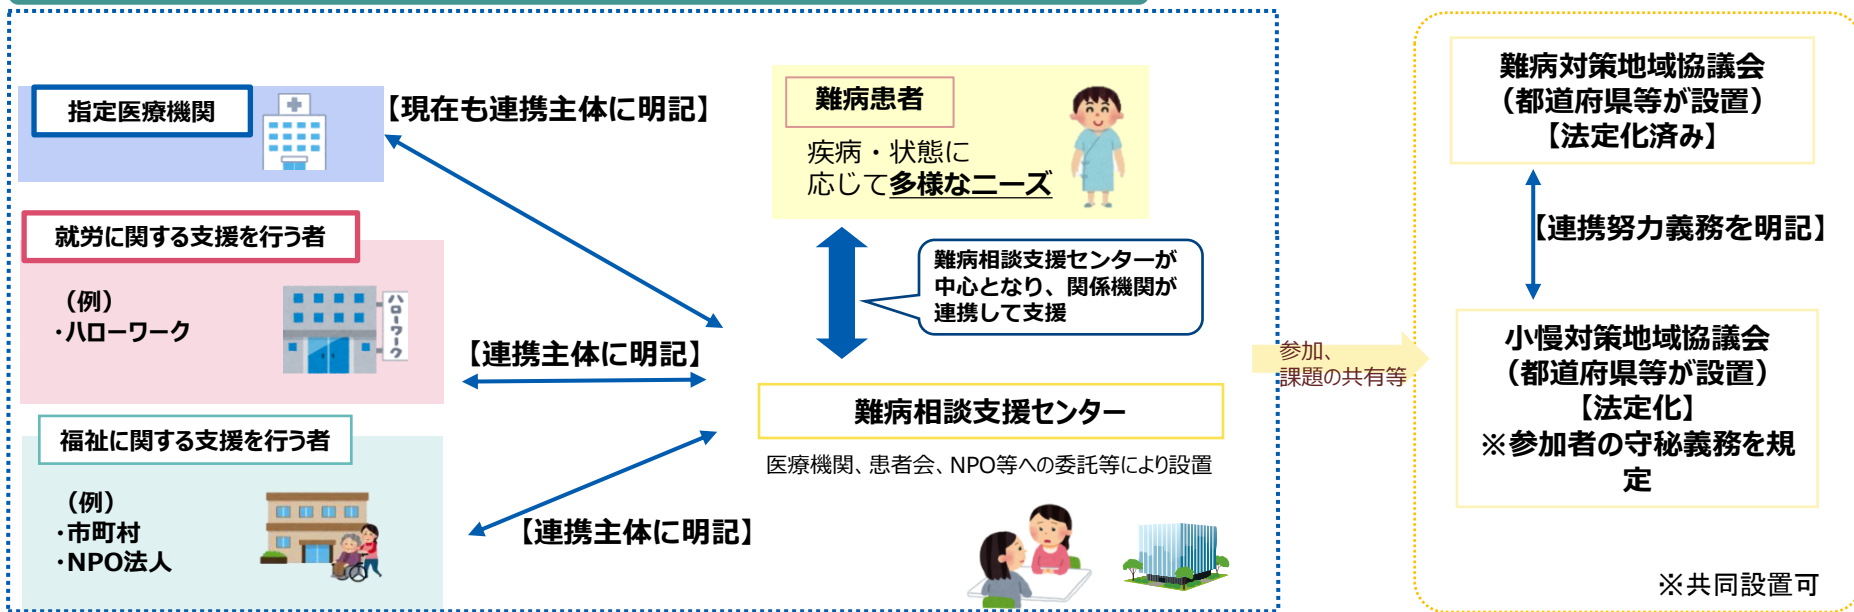 指定医療機関
【現在も連携主体に明記】
難病患者
疾病・状態に
応じて多様なニーズ
就労に関する支援を行う者
（例）
・ハローワーク
ハローワーク
【連携主体に明記】
難病相談支援センターが
中心となり、関係機関が
連携して支援
難病相談支援センター
医療機関、患者会、NPO等への委託等により設置
福祉に関する支援を行う者
（例）
・市町村
・NPO法人
【連携主体に明記】
参加、
課題の共有等
難病対策地域協議会
（都道府県等が設置）
【法定化済み】
【連携努力義務を明記】
小慢対策地域協議会
（都道府県等が設置）
【法定化】
※参加者の守秘義務を規
定
※共同設置可